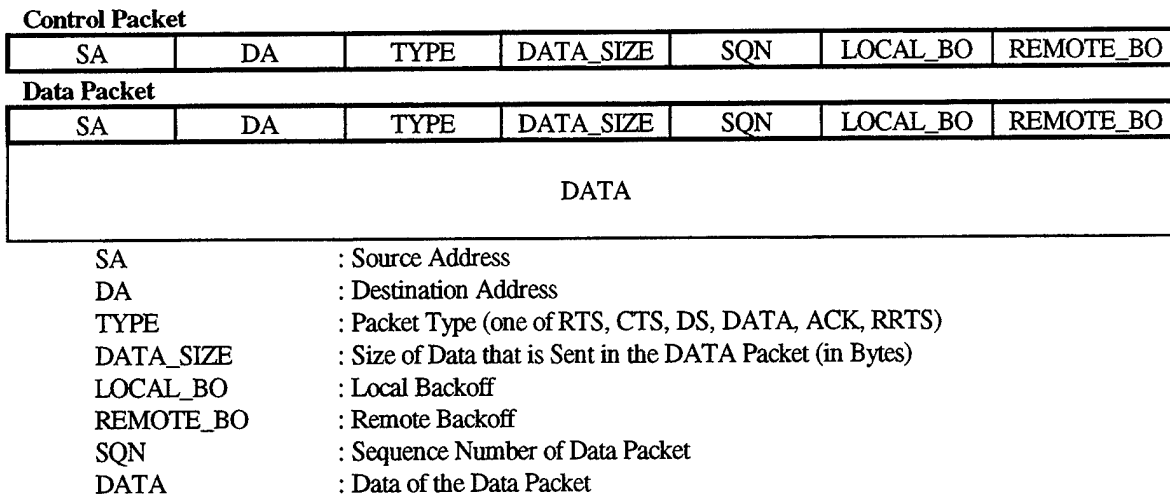 Control Packet
SA DA TYPE DATA_SIZE SQN LOCAL_BO REMOTE_BO
Data Packet
SA DA TYPE DATA_SIZE SQN LOCAL_BO REMOTE_BO
DATA
SA : Source Address
DA : Destination Address
TYPE : Packet Type (one of RTS, CTS, DS, DATA, ACK, RRTS)
DATA_SIZE : Size of Data that is Sent in the DATA Packet (in Bytes)
LOCAL_BO : Local Backoff
REMOTE_BO : Remote Backoff
SQN : Sequence Number of Data Packet
DATA : Data of the Data Packet